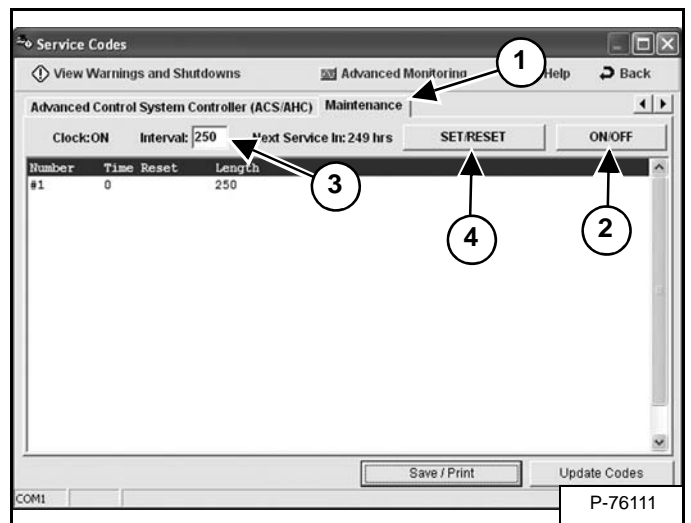 Service Codes
View Warnings and Shutdowns Advanced Monitoring Help Back
1
Advanced Control System Controller (ACS/AHC) Maintenance
Clock:ON Interval: 250 Next Service In: 249 hrs SET/RESET ON/OFF
Number Time Reset Length
#1 0 250
3
4
2
Save / Print Update Codes
COM1
P-76111